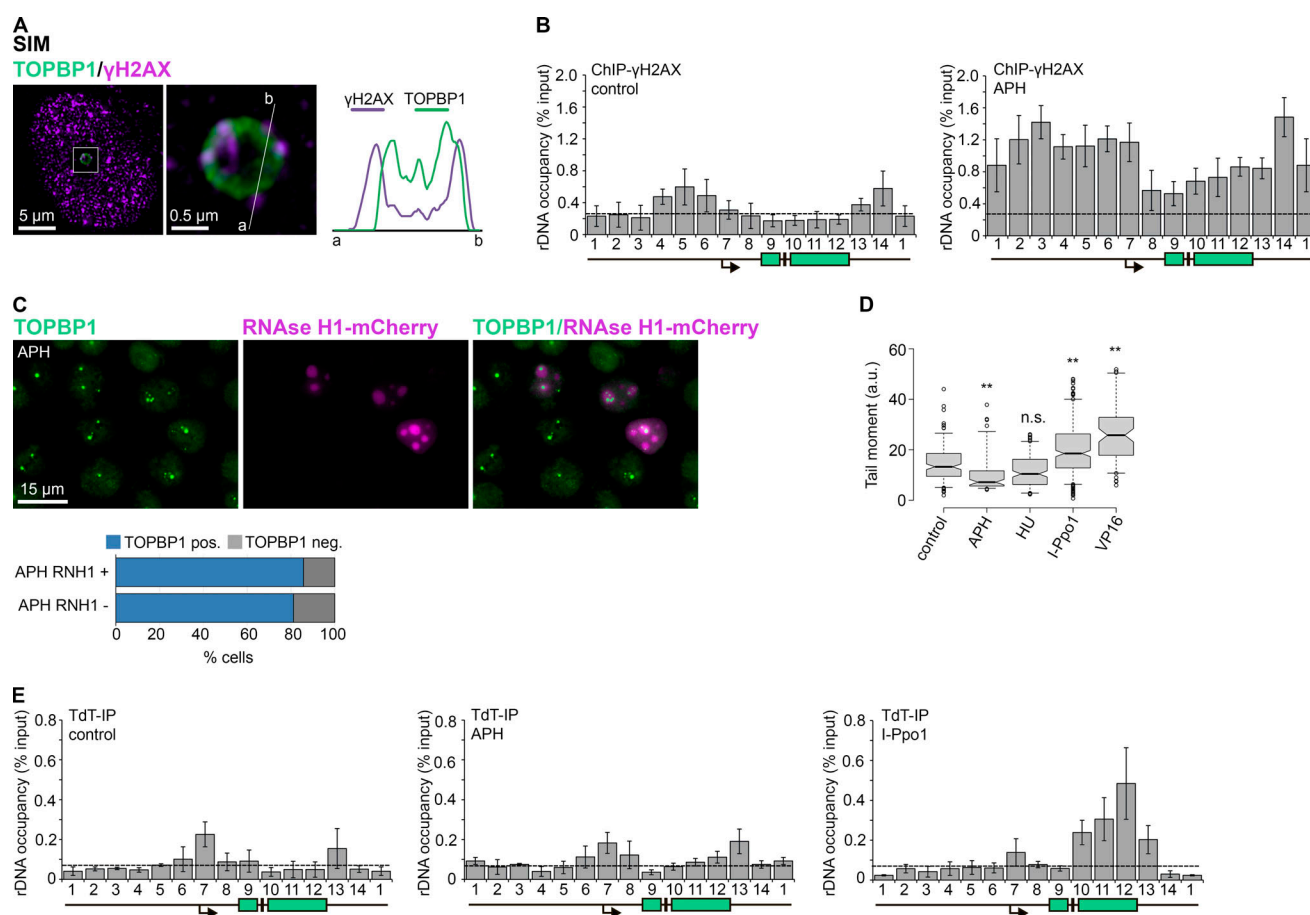 A
SIM
TOPBP1/γH2AX
b
a
5 µm
0.5 µm
γH2AX TOPBP1
a b
B
ChIP-γH2AX
control
rDNA occupancy (% input)
2.0
1.6
1.2
0.8
0.4
0
1 2 3 4 5 6 7 8 9 10 11 12 13 14 1
ChIP-γH2AX
APH
rDNA occupancy (% input)
2.0
1.6
1.2
0.8
0.4
0
1 2 3 4 5 6 7 8 9 10 11 12 13 14 1
C
TOPBP1 RNAse H1-mCherry TOPBP1/RNAse H1-mCherry
APH
15 µm
TOPBP1 pos. TOPBP1 neg.
APH RNH1 +
APH RNH1 -
0 20 40 60 80 100
% cells
D
Tail moment (a.u.)
60
40
20
0
** n.s. ** **
control APH HU I-Ppo1 VP16
E
TdT-IP
control
rDNA occupancy (% input)
0.8
0.6
0.4
0.2
0
1 2 3 4 5 6 7 8 9 10 11 12 13 14 1
TdT-IP
APH
rDNA occupancy (% input)
0.8
0.6
0.4
0.2
0
1 2 3 4 5 6 7 8 9 10 11 12 13 14 1
TdT-IP
I-Ppo1
rDNA occupancy (% input)
0.8
0.6
0.4
0.2
0
1 2 3 4 5 6 7 8 9 10 11 12 13 14 1